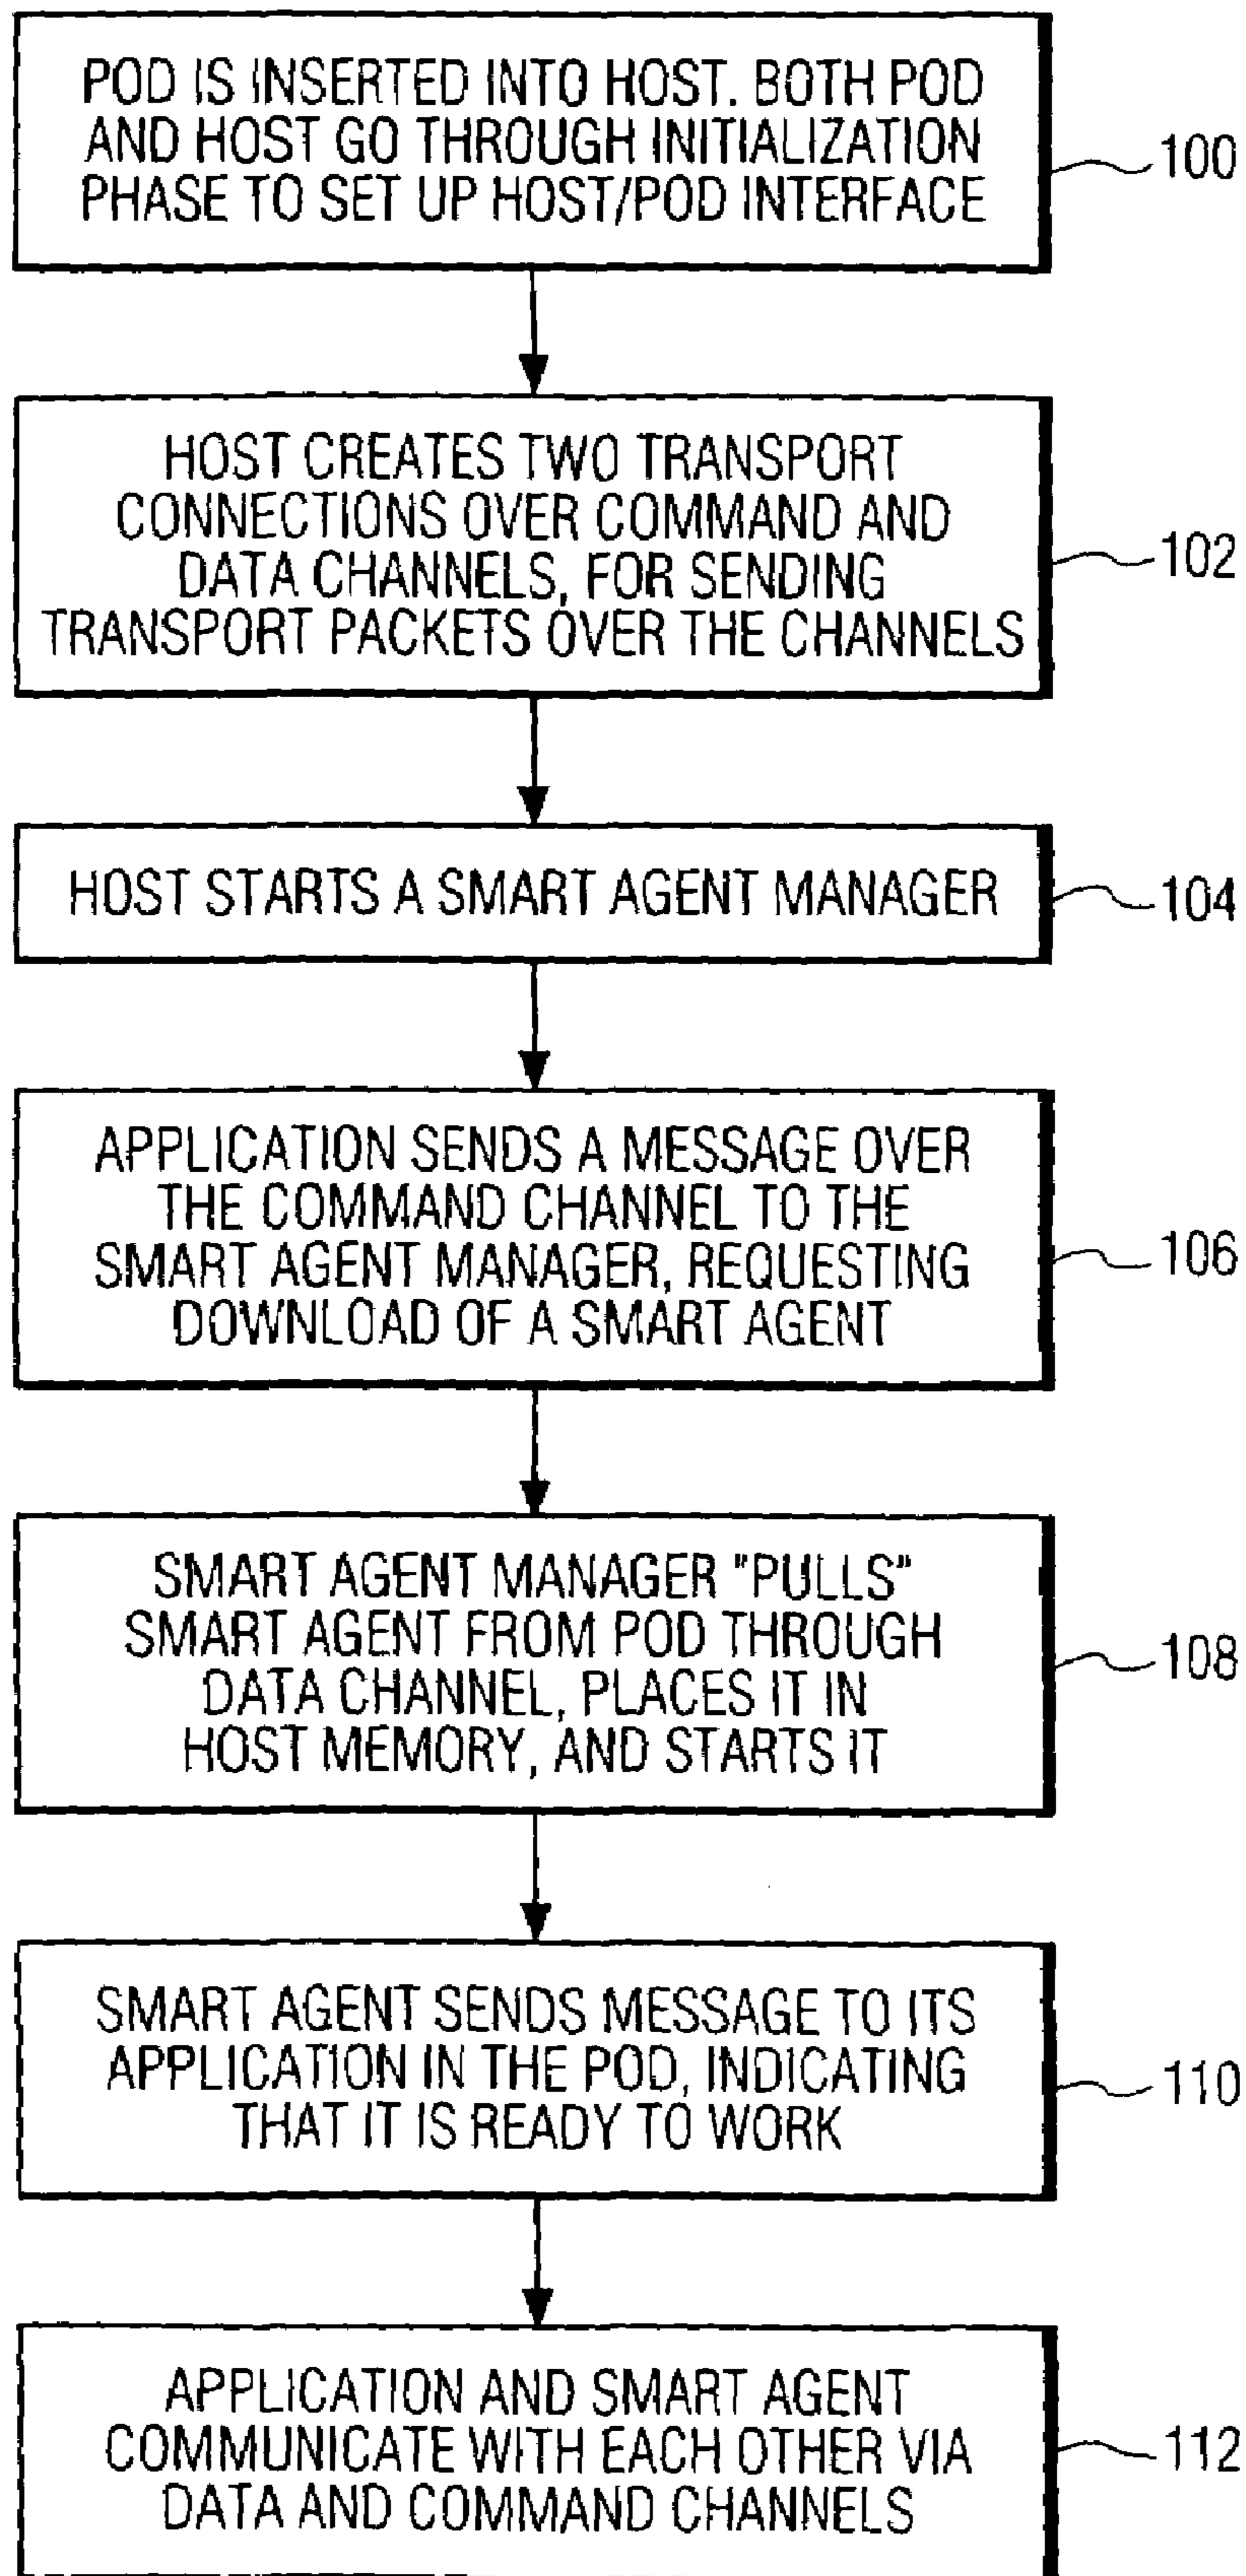 POD IS INSERTED INTO HOST. BOTH POD
AND HOST GO THROUGH INITIALIZATION
PHASE TO SET UP HOST/POD INTERFACE
100
HOST CREATES TWO TRANSPORT
CONNECTIONS OVER COMMAND AND
DATA CHANNELS, FOR SENDING
TRANSPORT PACKETS OVER THE CHANNELS
102
HOST STARTS A SMART AGENT MANAGER
104
APPLICATION SENDS A MESSAGE OVER
THE COMMAND CHANNEL TO THE
SMART AGENT MANAGER, REQUESTING
DOWNLOAD OF A SMART AGENT
106
SMART AGENT MANAGER "PULLS"
SMART AGENT FROM POD THROUGH
DATA CHANNEL, PLACES IT IN
HOST MEMORY, AND STARTS IT
108
SMART AGENT SENDS MESSAGE TO ITS
APPLICATION IN THE POD, INDICATING
THAT IT IS READY TO WORK
110
APPLICATION AND SMART AGENT
COMMUNICATE WITH EACH OTHER VIA
DATA AND COMMAND CHANNELS
112